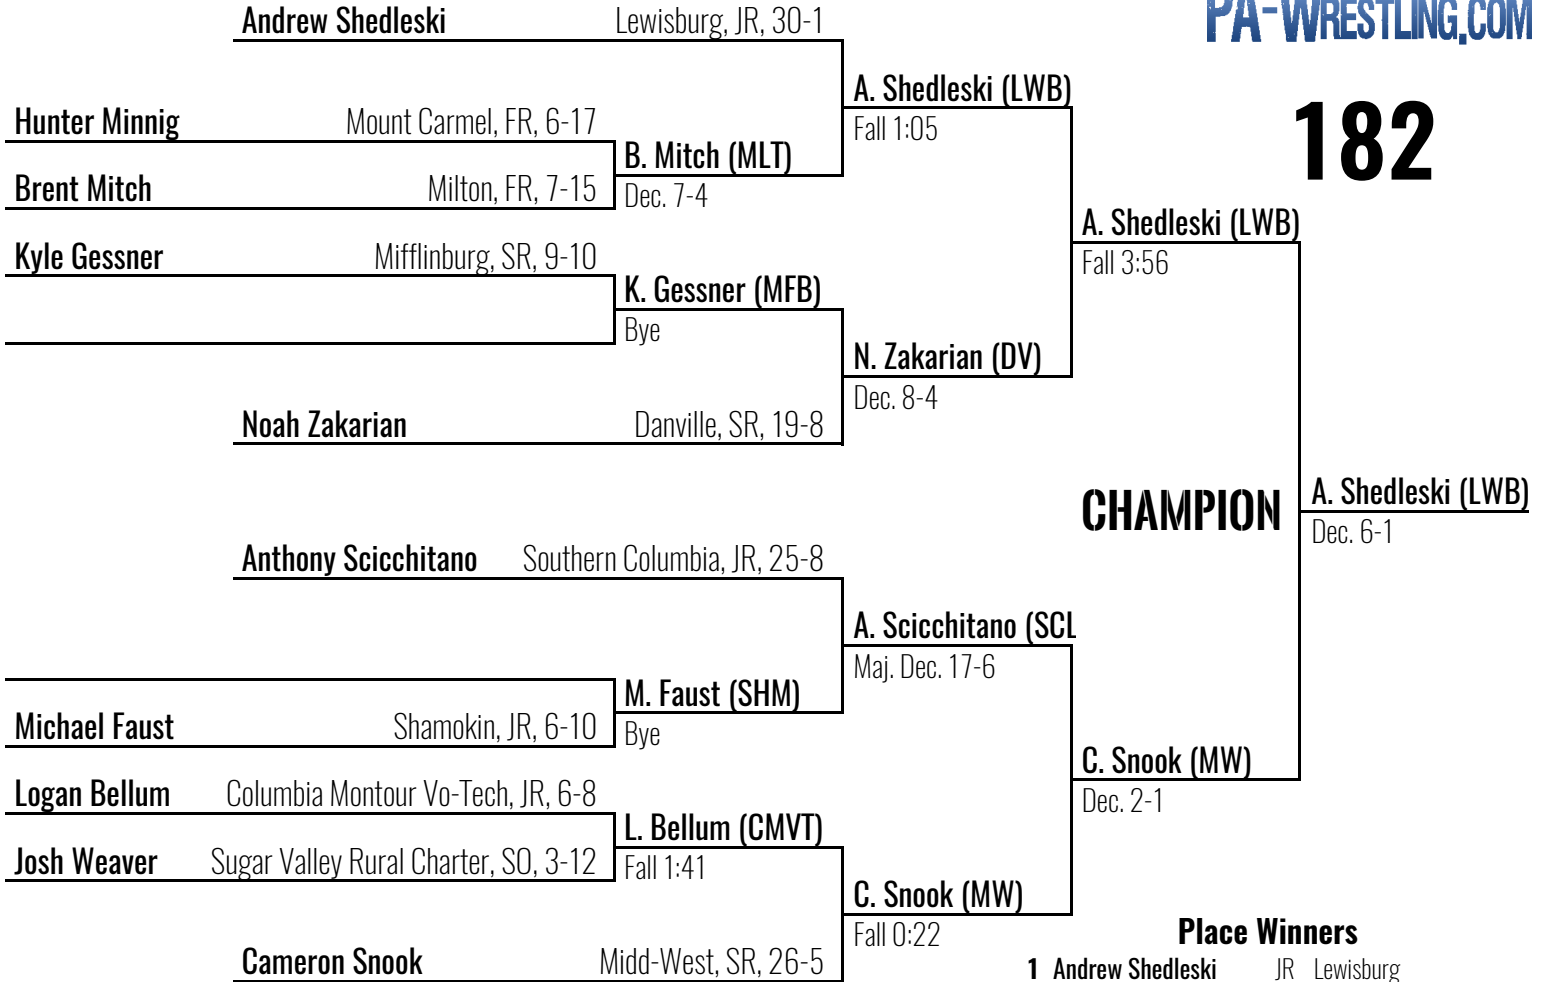 PA-WRESTLING.COM
182
Andrew Shedleski Lewisburg, JR, 30-1
A. Shedleski (LWB)
Fall 1:05
Hunter Minnig Mount Carmel, FR, 6-17
B. Mitch (MLT)
Dec. 7-4
Brent Mitch Milton, FR, 7-15
A. Shedleski (LWB)
Fall 3:56
Kyle Gessner Mifflinburg, SR, 9-10
K. Gessner (MFB)
Bye
N. Zakarian (DV)
Dec. 8-4
Noah Zakarian Danville, SR, 19-8
CHAMPION
A. Shedleski (LWB)
Dec. 6-1
Anthony Scicchitano Southern Columbia, JR, 25-8
A. Scicchitano (SCL
Maj. Dec. 17-6
M. Faust (SHM)
Bye
Michael Faust Shamokin, JR, 6-10
C. Snook (MW)
Dec. 2-1
Logan Bellum Columbia Montour Vo-Tech, JR, 6-8
L. Bellum (CMVT)
Fall 1:41
Josh Weaver Sugar Valley Rural Charter, SO, 3-12
C. Snook (MW)
Fall 0:22
Cameron Snook Midd-West, SR, 26-5
Place Winners
1 Andrew Shedleski JR Lewisburg